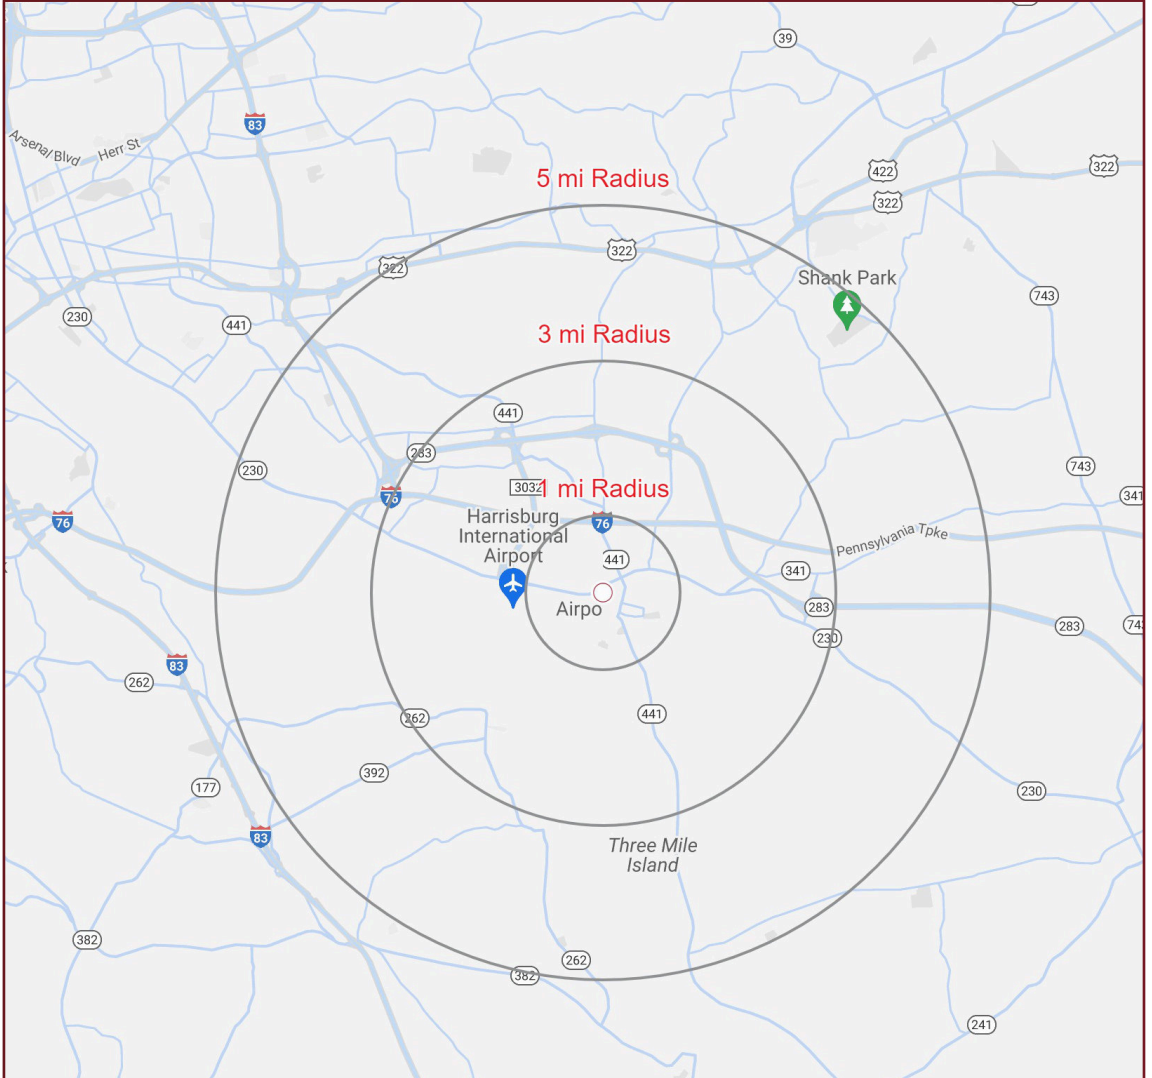 39
83
Arsenal Blvd
Herr St
422
322
322
5 mi Radius
322
322
Shank Park
743
230
441
3 mi Radius
441
283
230
743
76
3032
1 mi Radius
341
76
Harrisburg
International
Airport
76
Pennsylvania Tpke
441
341
Airpo
283
230
283
743
83
262
262
441
392
177
230
83
Three Mile
Island
382
262
382
241